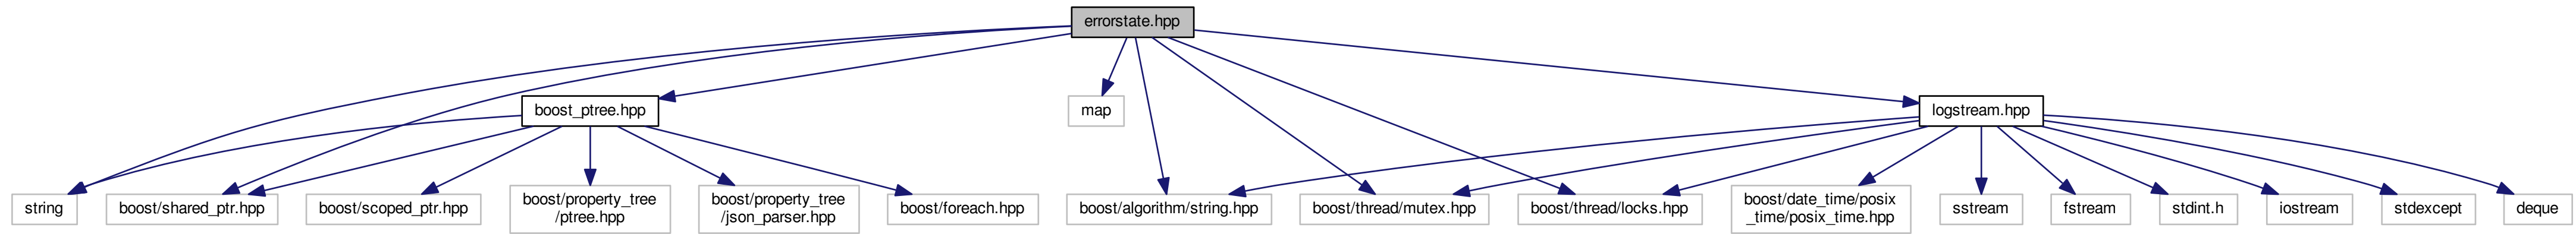 errorstate.hpp
boost_ptree.hpp
map
logstream.hpp
string
boost/shared_ptr.hpp
boost/scoped_ptr.hpp
boost/property_tree
/ptree.hpp
boost/property_tree
/json_parser.hpp
boost/foreach.hpp
boost/algorithm/string.hpp
boost/thread/mutex.hpp
boost/thread/locks.hpp
boost/date_time/posix
_time/posix_time.hpp
sstream
fstream
stdint.h
iostream
stdexcept
deque